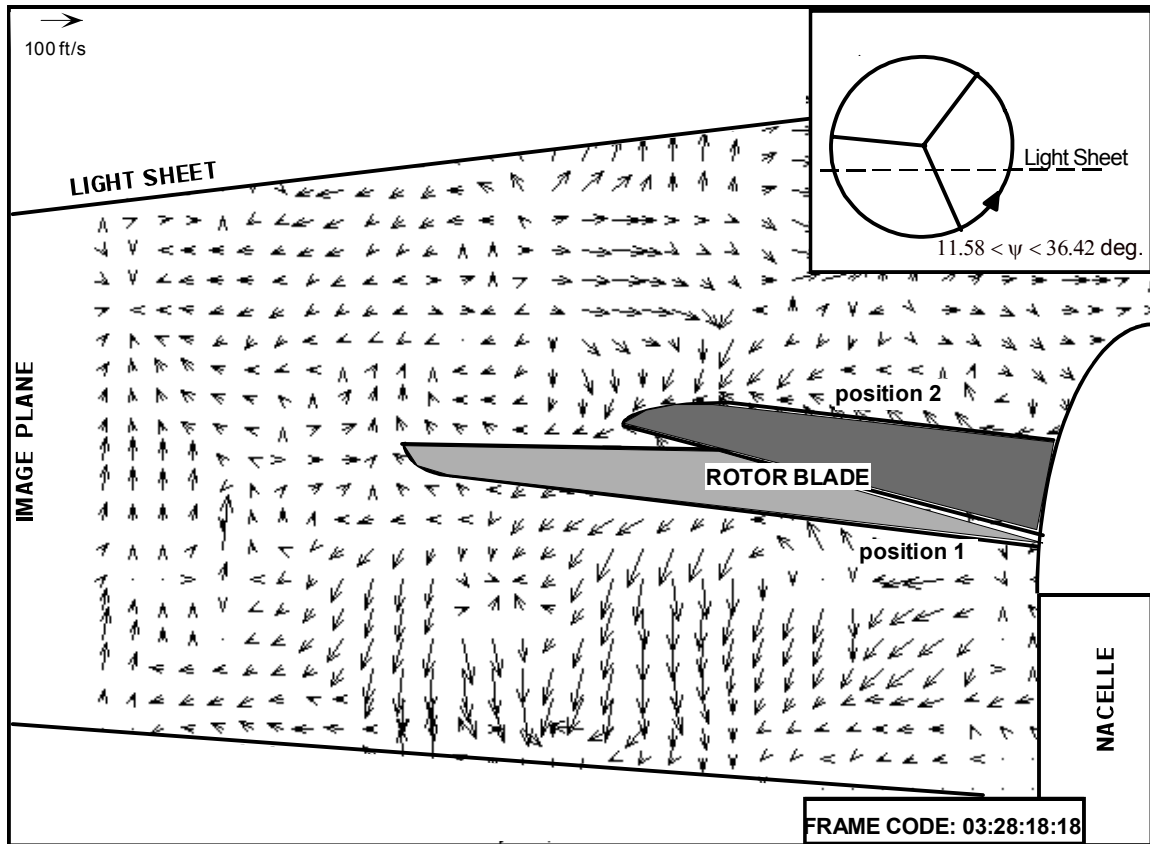 100 ft/s
LIGHT SHEET
Light Sheet
11.58 < ψ < 36.42 deg.
IMAGE PLANE
position 2
ROTOR BLADE
position 1
NACELLE
FRAME CODE: 03:28:18:18